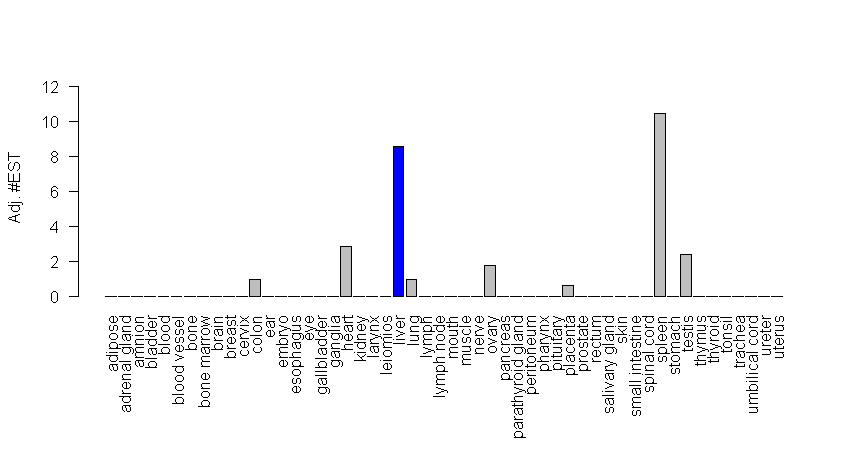 12
10
8
6
4
2
0
Adj. #EST
adipose
adrenal gland
amnion
bladder
blood
blood vessel
bone
bone marrow
brain
breast
cervix
colon
ear
embryo
esophagus
eye
gallbladder
ganglia
heart
kidney
larynx
leiomios
liver
lung
lymph
lymph node
mouth
muscle
nerve
ovary
pancreas
parathyroid gland
peritoneum
pharynx
pituitary
placenta
prostate
rectum
salivary gland
skin
small intestine
spinal cord
spleen
stomach
testis
thymus
thyroid
tonsil
trachea
umbilical cord
ureter
uterus